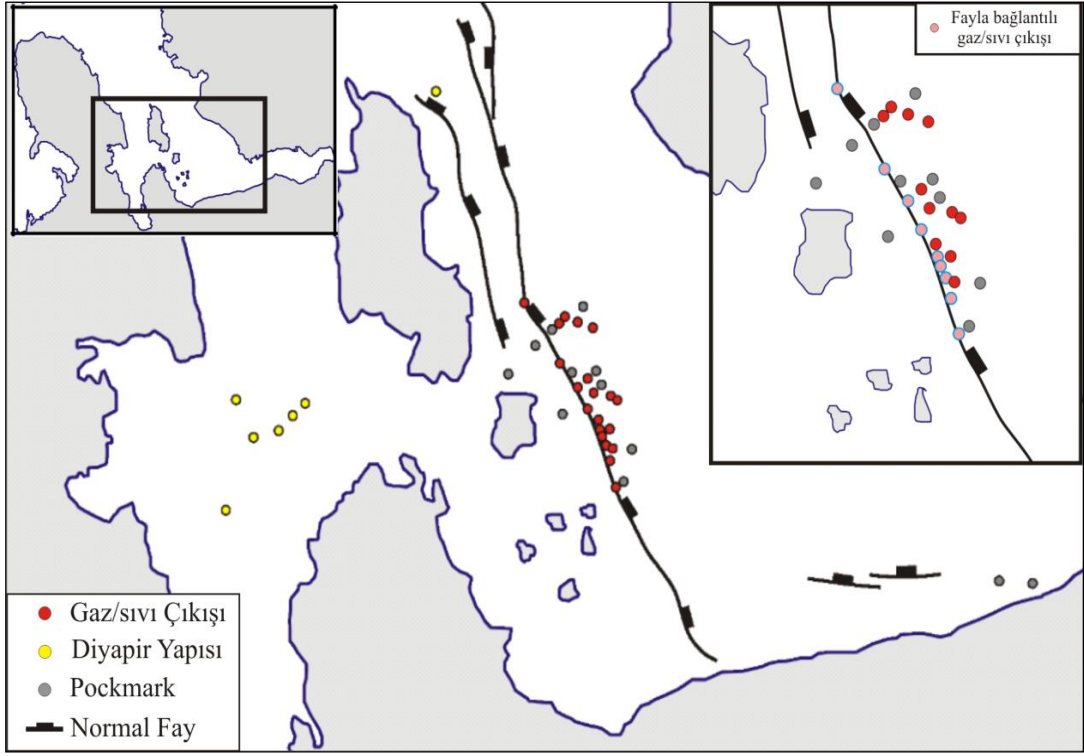 Fayla bağlantılı
gaz/sıvı çıkışı
Gaz/sıvı Çıkışı
Diyapir Yapısı
Pockmark
Normal Fay